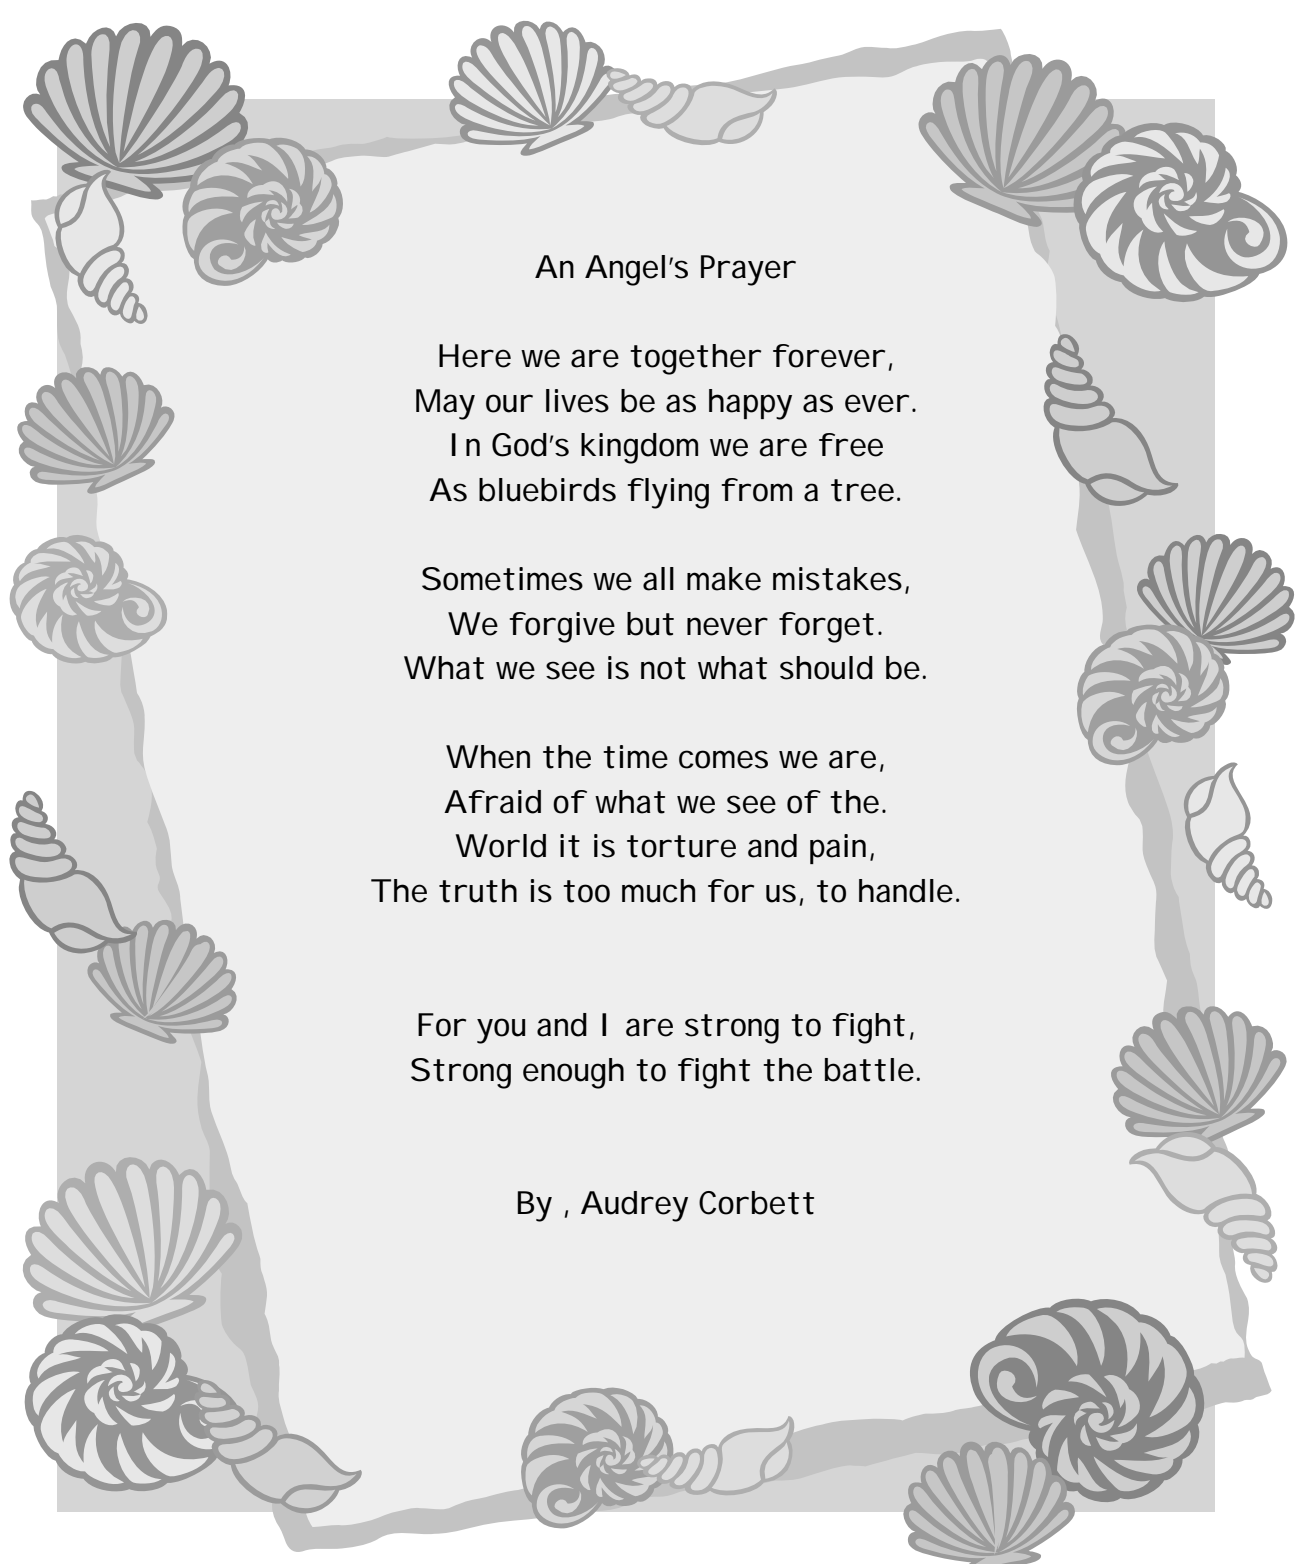 An Angel's Prayer
Here we are together forever,
May our lives be as happy as ever.
In God's kingdom we are free
As bluebirds flying from a tree.
Sometimes we all make mistakes,
We forgive but never forget.
What we see is not what should be.
When the time comes we are,
Afraid of what we see of the.
World it is torture and pain,
The truth is too much for us, to handle.
For you and I are strong to fight,
Strong enough to fight the battle.
By , Audrey Corbett